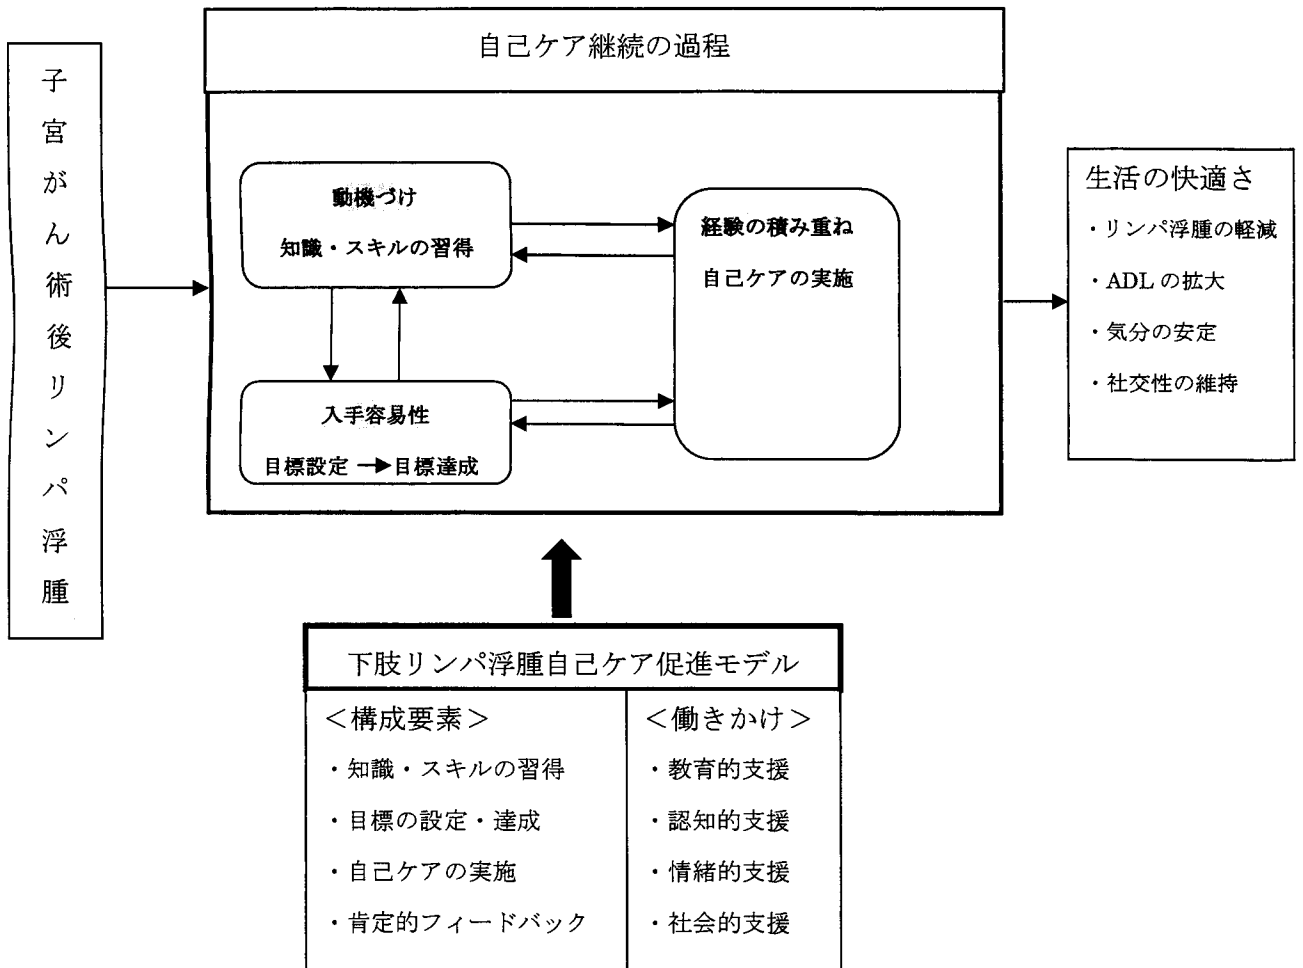 自己ケア継続の過程
子宮がん術後リンパ浮腫
動機づけ
知識・スキルの習得
経験の積み重ね
自己ケアの実施
入手容易性
目標設定 → 目標達成
生活の快適さ
・リンパ浮腫の軽減
・ADL の拡大
・気分の安定
・社交性の維持
下肢リンパ浮腫自己ケア促進モデル
＜構成要素＞
・知識・スキルの習得
・目標の設定・達成
・自己ケアの実施
・肯定的フィードバック
＜働きかけ＞
・教育的支援
・認知的支援
・情緒的支援
・社会的支援